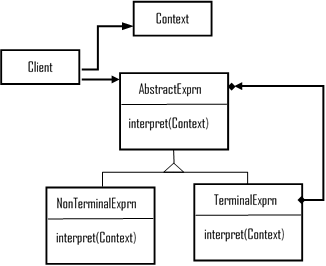 Context
Client
AbstractExprn
interpret(Context)
NonTerminalExprn
interpret(Context)
TerminalExprn
interpret(Context)